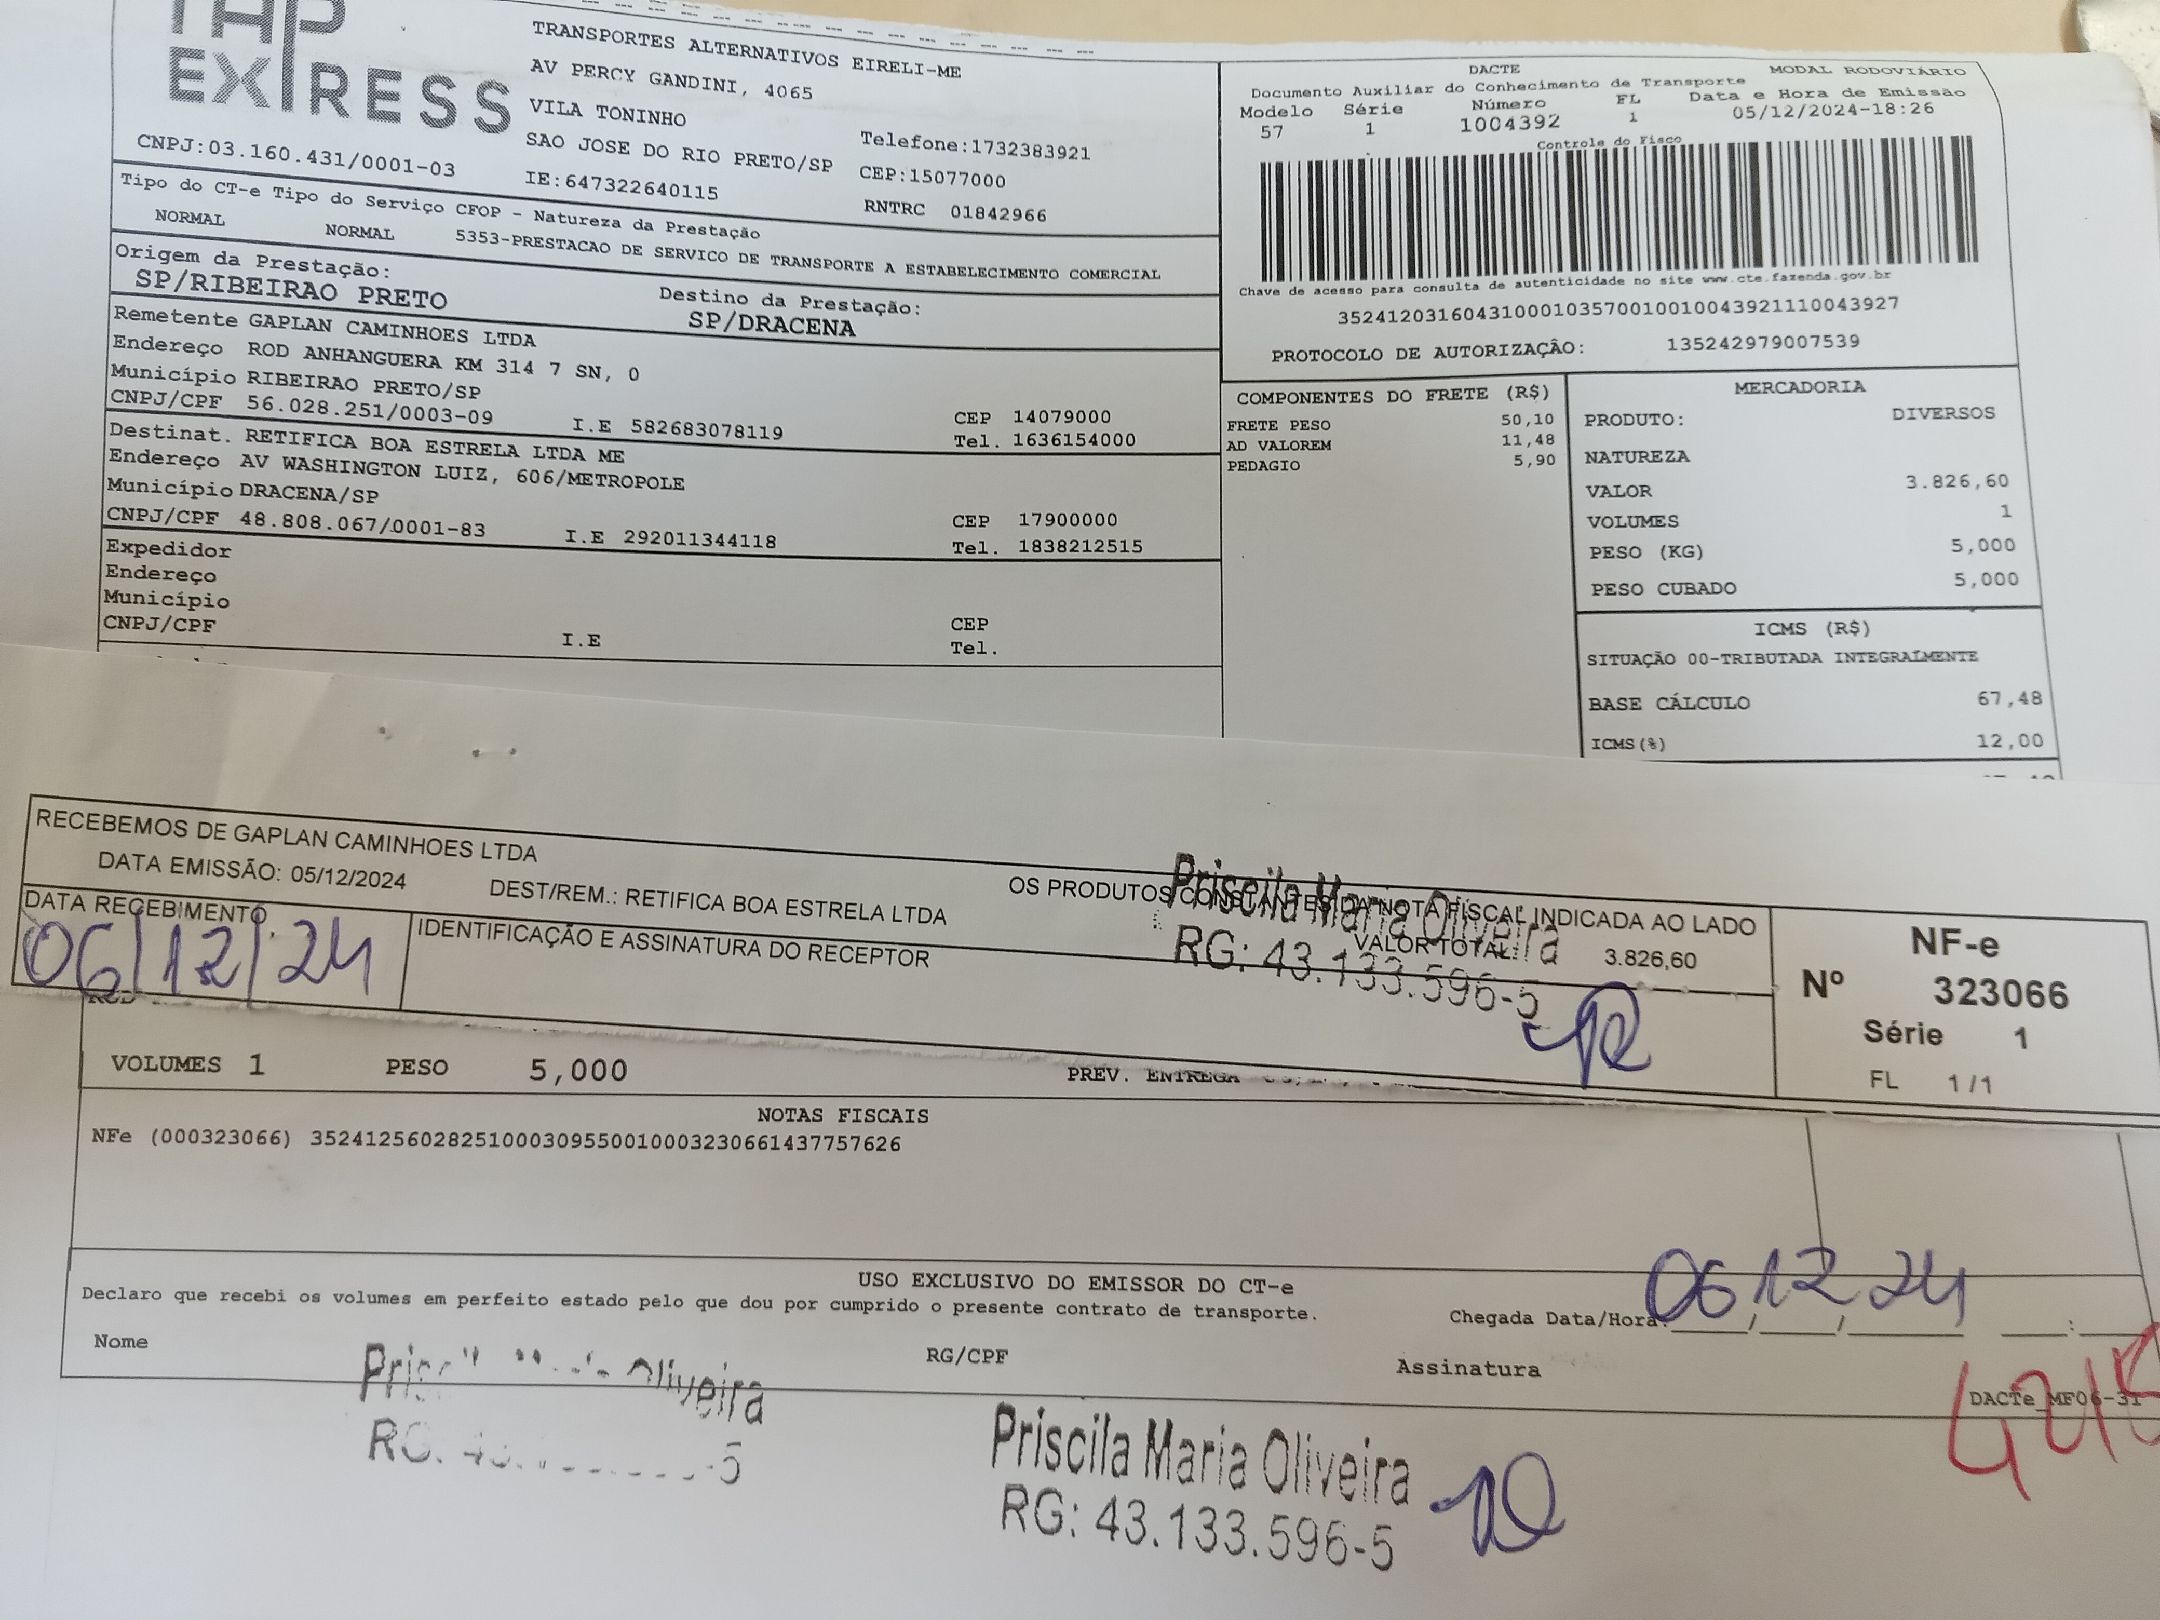 TAP
EXPRESS
TRANSPORTES ALTERNATIVOS EIRELI-ME
AV PERCY GANDINI, 4065
VILA TONINHO
SAO JOSE DO RIO PRETO/SP
Telefone:1732383921
CEP:15077000
CNPJ:03.160.431/0001-03
IE:647322640115
RNTRC 01842966
Tipo do CT-e Tipo do Serviço CFOP - Natureza da Prestação
NORMAL NORMAL 5353-PRESTACAO DE SERVICO DE TRANSPORTE A ESTABELECIMENTO COMERCIAL
Origem da Prestação:
SP/RIBEIRAO PRETO
Destino da Prestação:
SP/DRACENA
Remetente GAPLAN CAMINHOES LTDA
Endereço ROD ANHANGUERA KM 314 7 SN, 0
Município RIBEIRAO PRETO/SP
CEP 14079000
CNPJ/CPF 56.028.251/0003-09 I.E 582683078119 Tel. 1636154000
Destinat. RETIFICA BOA ESTRELA LTDA ME
Endereço AV WASHINGTON LUIZ, 606/METROPOLE
Município DRACENA/SP
CEP 17900000
CNPJ/CPF 48.808.067/0001-83 I.E 292011344118 Tel. 1838212515
Expedidor
Endereço
Município
CEP
CNPJ/CPF I.E Tel.
DACTE MODAL RODOVIÁRIO
Documento Auxiliar do Conhecimento de Transporte
Modelo Série Número FL Data e Hora de Emissão
57 1 1004392 1 05/12/2024-18:26
Controle do Fisco
Chave de acesso para consulta de autenticidade no site www.cte.fazenda.gov.br
35241203160431000103570010010043921110043927
PROTOCOLO DE AUTORIZAÇÂO: 135242979007539
COMPONENTES DO FRETE (R$)
FRETE PESO 50,10
AD VALOREM 11,48
PEDAGIO 5,90
MERCADORIA
PRODUTO: DIVERSOS
NATUREZA
VALOR 3.826,60
VOLUMES 1
PESO (KG) 5,000
PESO CUBADO 5,000
ICMS (R$)
SITUAÇÃO 00-TRIBUTADA INTEGRALMENTE
BASE CÁLCULO 67,48
ICMS(%) 12,00
RECEBEMOS DE GAPLAN CAMINHOES LTDA OS PRODUTOS CONSTANTES DA NOTA FISCAL INDICADA AO LADO
DATA EMISSÃO: 05/12/2024 DEST/REM.: RETIFICA BOA ESTRELA LTDA VALOR TOTAL: 3.826,60
Priscila Maria Oliveira
RG: 43.133.596-5
DATA RECEBIMENTO
06/12/24
IDENTIFICAÇÃO E ASSINATURA DO RECEPTOR
NF-e
Nº 323066
Série 1
FL 1/1
VOLUMES 1 PESO 5,000 PREV. ENTREGA
NOTAS FISCAIS
NFe (000323066) 35241256028251000309550010003230661437757626
USO EXCLUSIVO DO EMISSOR DO CT-e
Declaro que recebi os volumes em perfeito estado pelo que dou por cumprido o presente contrato de transporte.
Chegada Data/Hora: 06 12 24
Nome RG/CPF Assinatura
DACTe_MF06-31
Oliveira
Priscila Maria Oliveira
RG: 43.133.596-5